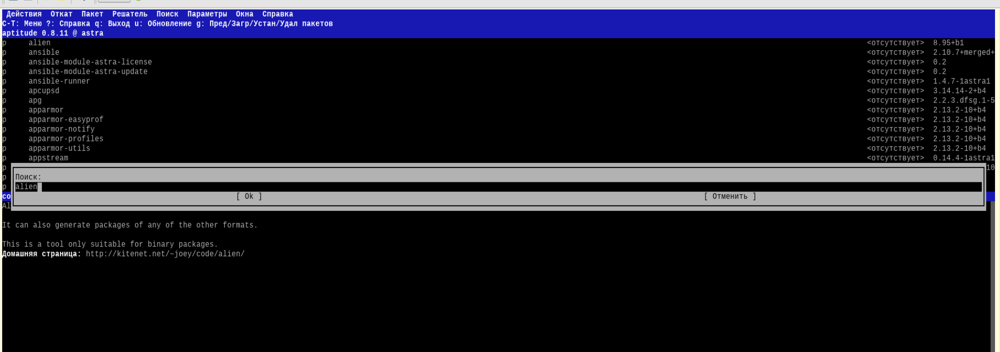 Действия Откат Пакет Решатель Поиск Параметры Окна Справка
C-T: Меню ?: Справка q: Выход u: Обновление g: Пред/Загр/Устан/Удал пакетов
aptitude 0.8.11 @ astra
p alien <отсутствует> 8.95+b1
p ansible <отсутствует> 2.10.7+merged+
p ansible-module-astra-license <отсутствует> 0.2
p ansible-module-astra-update <отсутствует> 0.2
p ansible-runner <отсутствует> 1.4.7-1astra1
p apcupsd <отсутствует> 3.14.14-2+b4
p apg <отсутствует> 2.2.3.dfsg.1-5
p apparmor <отсутствует> 2.13.2-10+b4
p apparmor-easyprof <отсутствует> 2.13.2-10+b4
p apparmor-notify <отсутствует> 2.13.2-10+b4
p apparmor-profiles <отсутствует> 2.13.2-10+b4
p apparmor-utils <отсутствует> 2.13.2-10+b4
p appstream <отсутствует> 0.14.4-1astra1
p 10
p Поиск:
p alien
co [ Ok ] [ Отменить ]
Al
It can also generate packages of any of the other formats.
This is a tool only suitable for binary packages.
Домашняя страница: http://kitenet.net/~joey/code/alien/